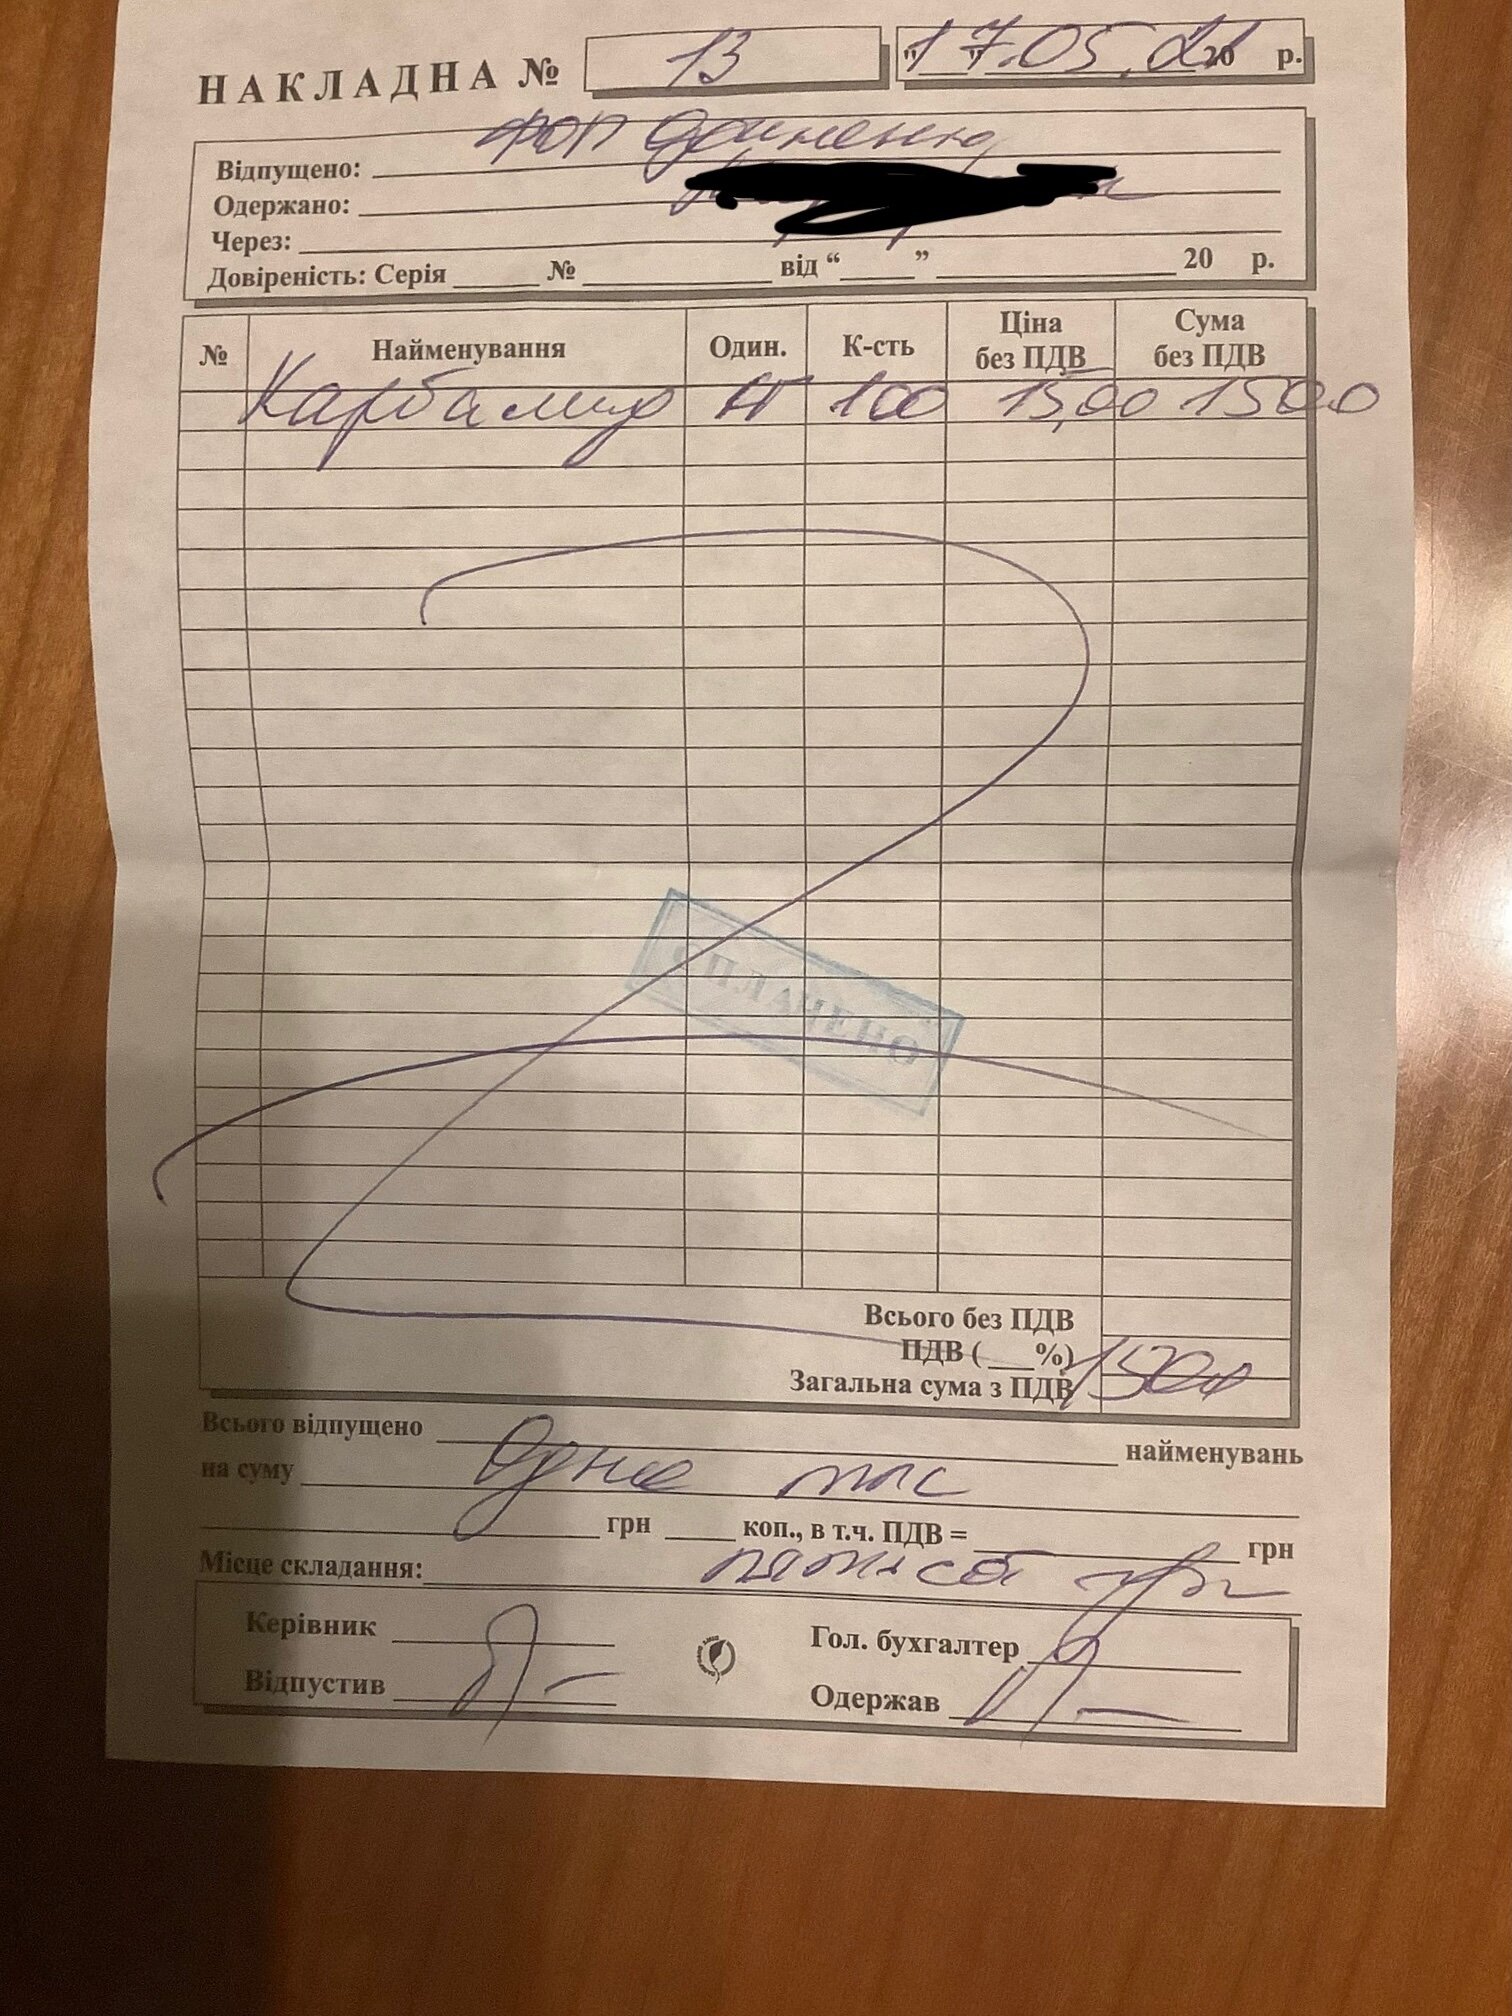 НАКЛАДНА № 13 "17".05.21 20 р.
Відпущено: ФОП
Одержано:
Через:
Довіреність: Серія № від “ ” 20 р.
№ Найменування Один. К-сть Ціна без ПДВ Сума без ПДВ
Карбамид кг 100 15,00 1500
СПЛАЧЕНО
Всього без ПДВ
ПДВ ( %)
Загальна сума з ПДВ 1500
Всього відпущено найменувань
на суму Одна тис
грн коп., в т.ч. ПДВ = грн
Місце складання: пятьсот грн
Керівник Гол. бухгалтер
Відпустив Одержав